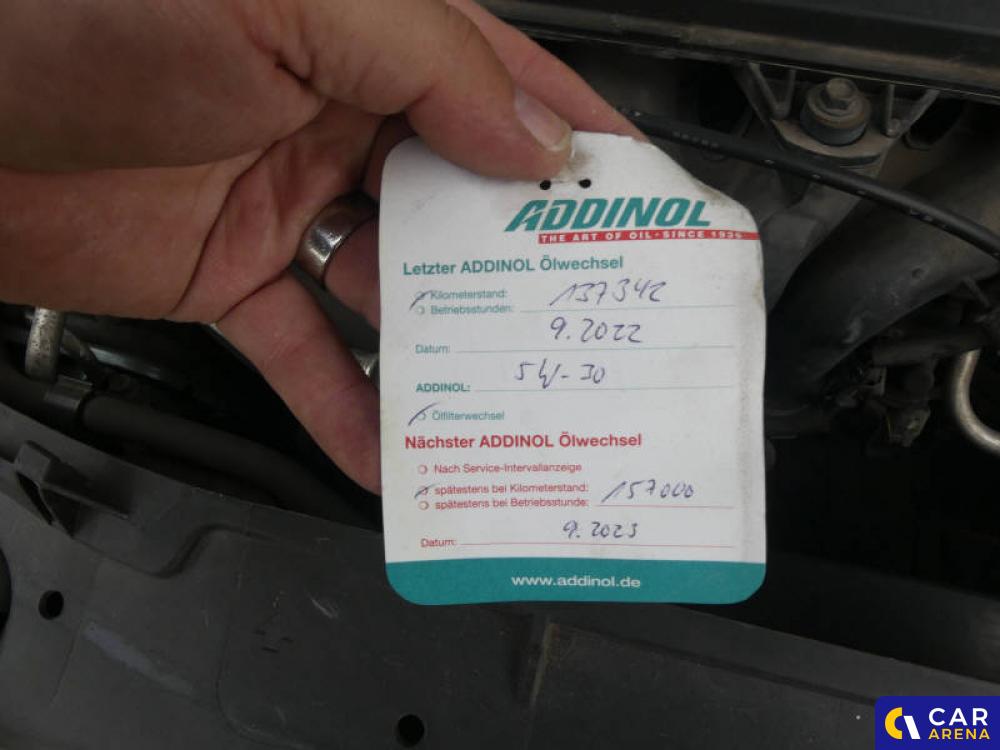 ADDINOL
THE ART OF OIL - SINCE 1936
Letzter ADDINOL Ölwechsel
Kilometerstand: 137342
Betriebsstunden:
Datum: 9.2022
ADDINOL: 5W-30
Ölfilterwechsel
Nächster ADDINOL Ölwechsel
Nach Service-Intervallanzeige
spätestens bei Kilometerstand: 157000
spätestens bei Betriebsstunde:
Datum: 9.2023
www.addinol.de
CAR
ARENA